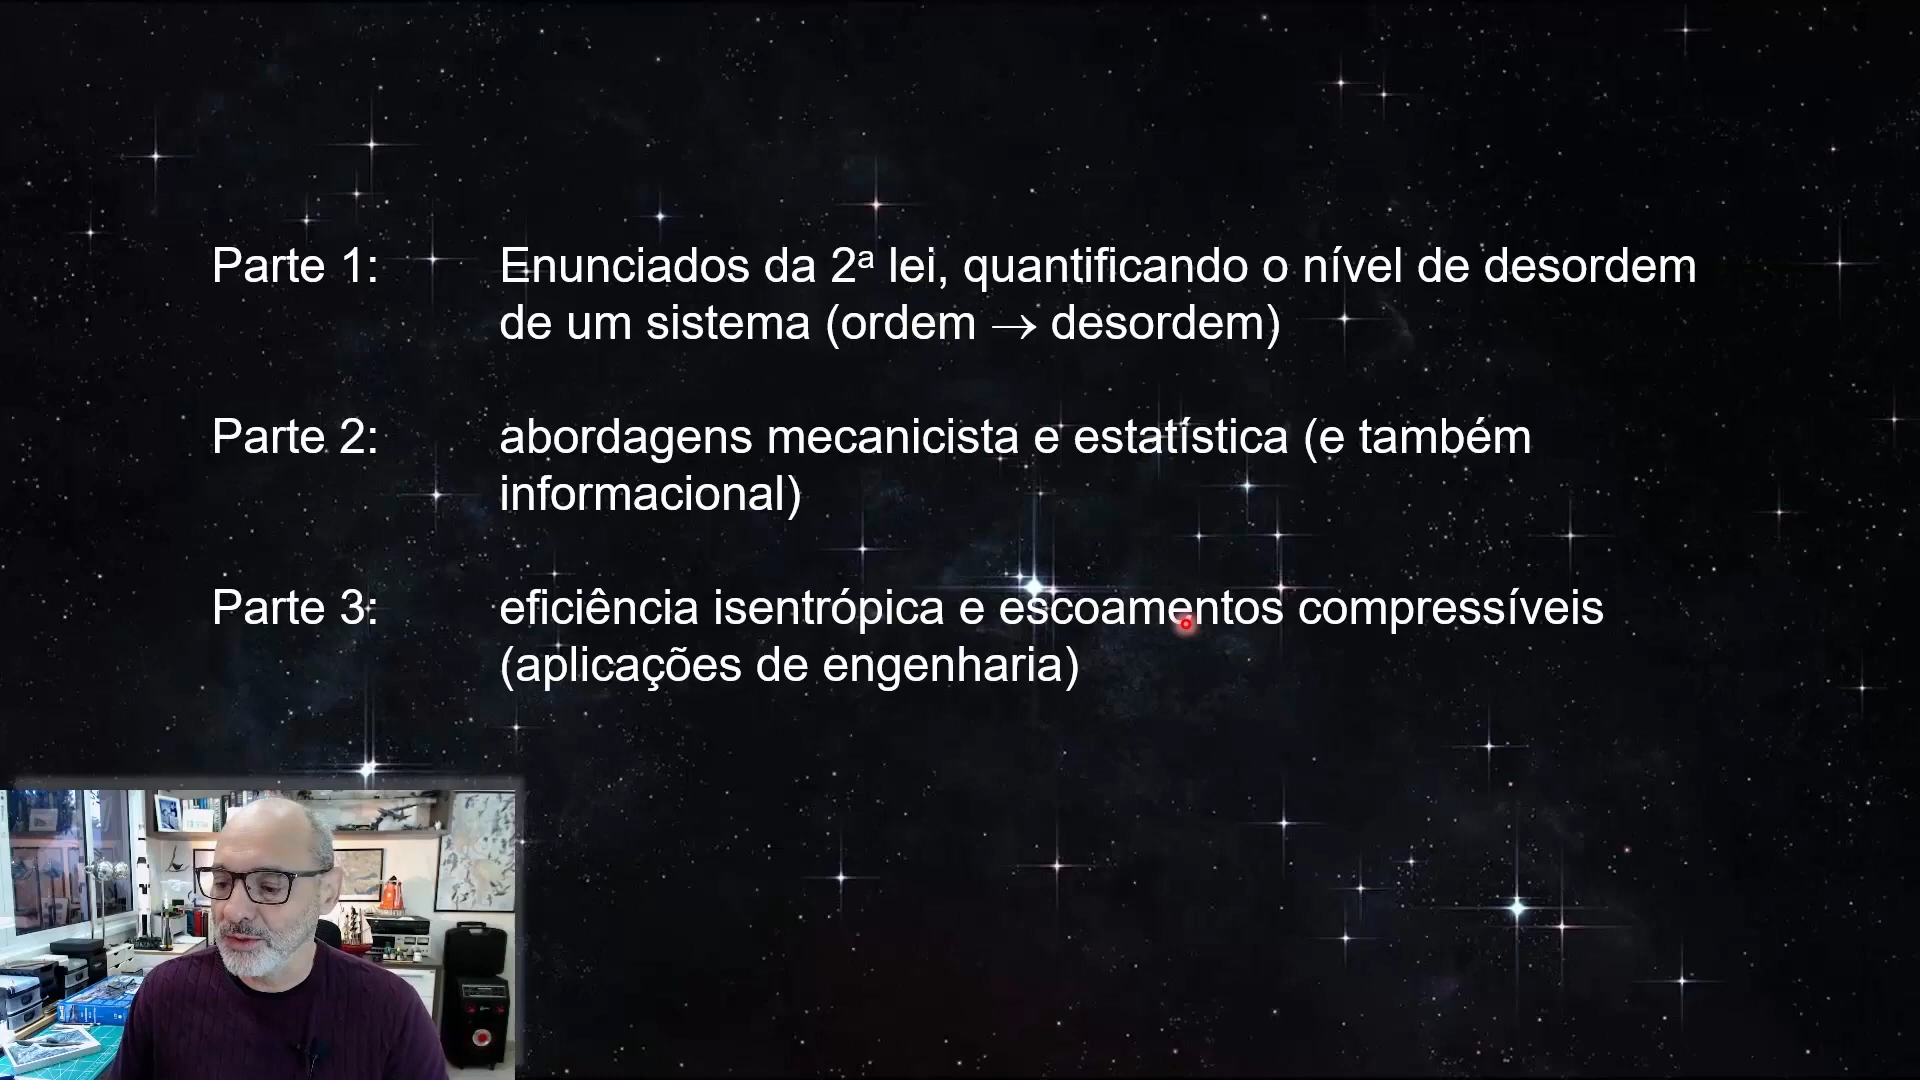 Parte 1: Enunciados da 2ª lei, quantificando o nível de desordem
de um sistema (ordem → desordem)
Parte 2: abordagens mecanicista e estatística (e também
informacional)
Parte 3: eficiência isentrópica e escoamentos compressíveis
(aplicações de engenharia)